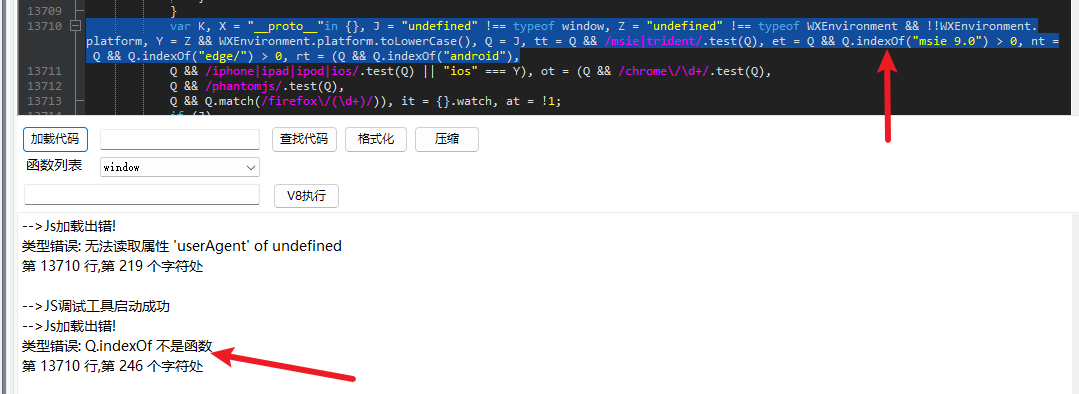 13709
}
13710
var K, X = "__proto__"in {}, J = "undefined" !== typeof window, Z = "undefined" !== typeof WXEnvironment && !!WXEnvironment.
platform, Y = Z && WXEnvironment.platform.toLowerCase(), Q = J, tt = Q && /msie|trident/.test(Q), et = Q && Q.indexOf("msie 9.0") > 0, nt =
Q && Q.indexOf("edge/") > 0, rt = (Q && Q.indexOf("android"),
13711
Q && /iphone|ipad|ipod|ios/.test(Q) || "ios" === Y), ot = (Q && /chrome\/\d+/.test(Q),
13712
Q && /phantomjs/.test(Q),
13713
Q && Q.match(/firefox\/(\d+)/)), it = {}.watch, at = !1;
加载代码
查找代码
格式化
压缩
函数列表
window
V8执行
-->Js加载出错!
类型错误: 无法读取属性 'userAgent' of undefined
第 13710 行,第 219 个字符处
-->JS调试工具启动成功
-->Js加载出错!
类型错误: Q.indexOf 不是函数
第 13710 行,第 246 个字符处